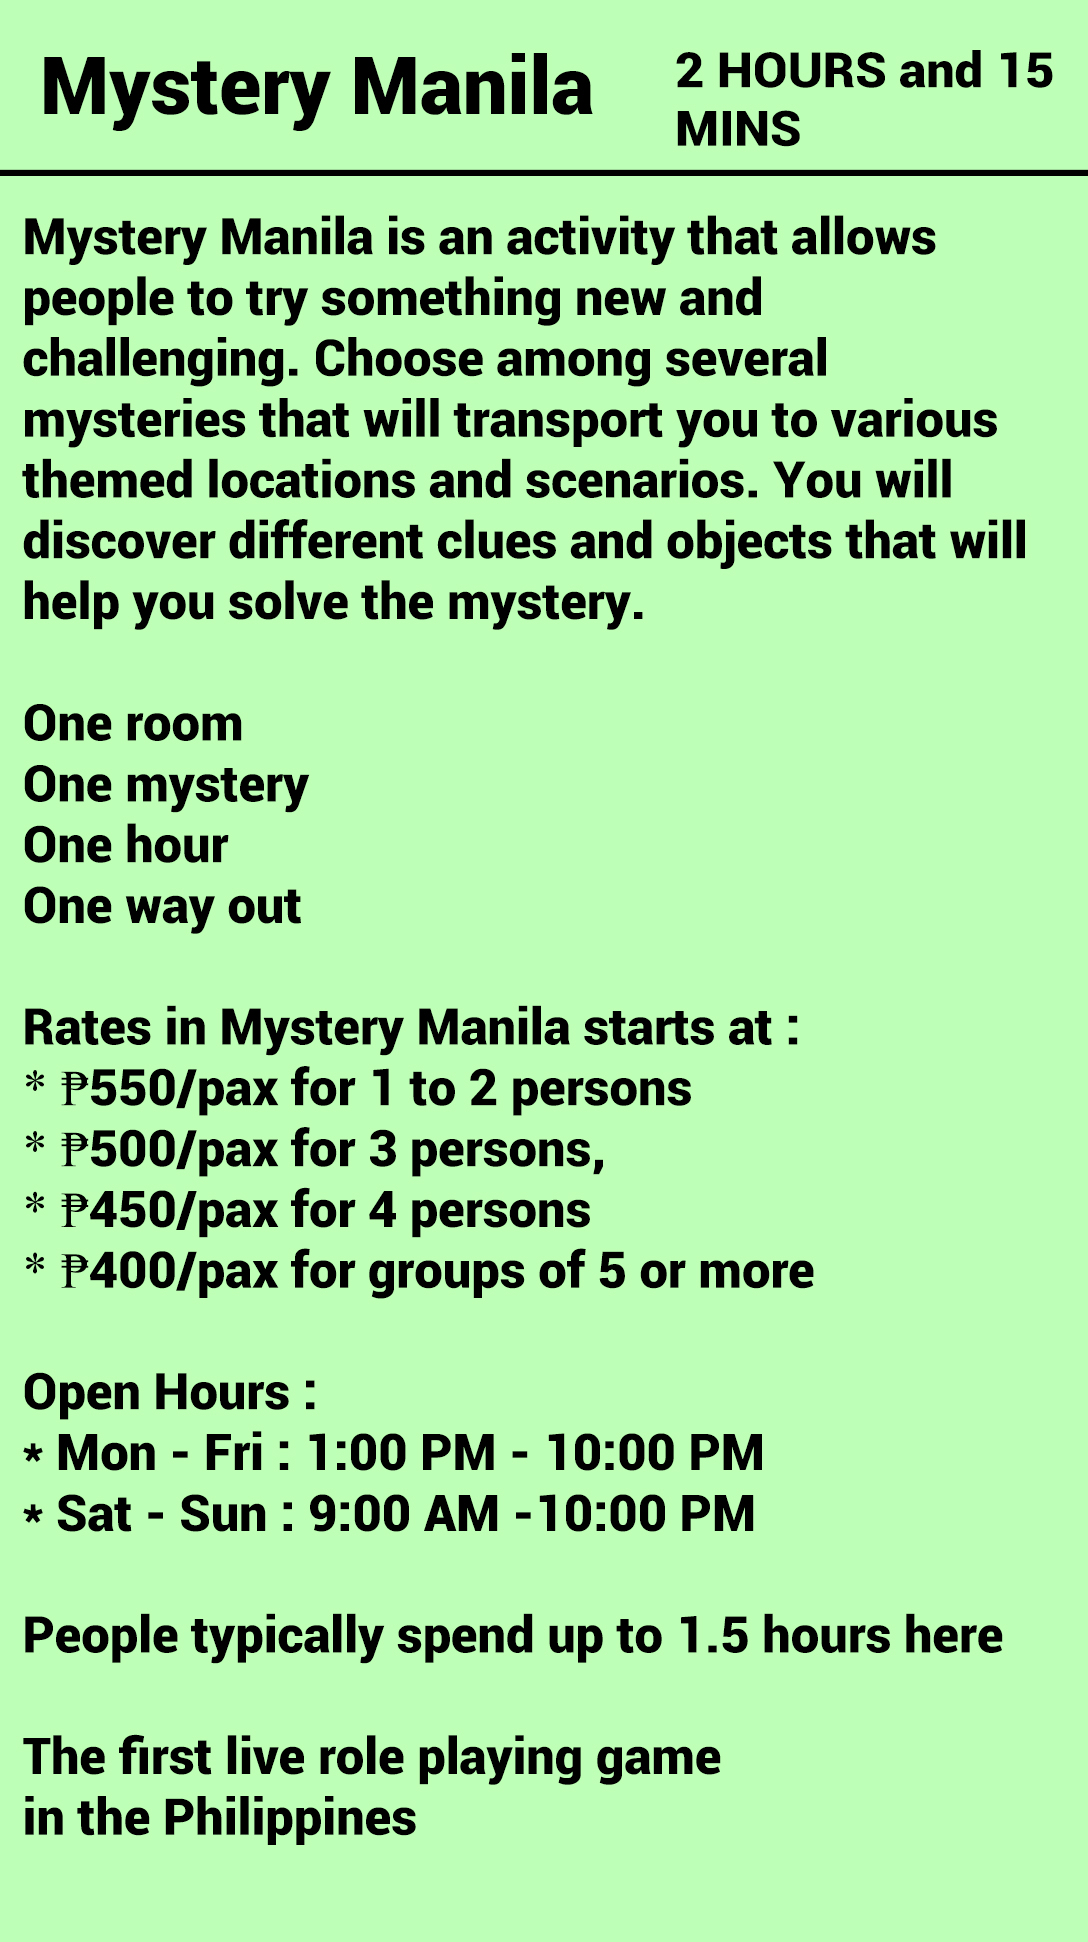 Mystery Manila
2 HOURS and 15
MINS
Mystery Manila is an activity that allows
people to try something new and
challenging. Choose among several
mysteries that will transport you to various
themed locations and scenarios. You will
discover different clues and objects that will
help you solve the mystery.
One room
One mystery
One hour
One way out
Rates in Mystery Manila starts at :
* ₱550/pax for 1 to 2 persons
* ₱500/pax for 3 persons,
* ₱450/pax for 4 persons
* ₱400/pax for groups of 5 or more
Open Hours :
* Mon - Fri : 1:00 PM - 10:00 PM
* Sat - Sun : 9:00 AM -10:00 PM
People typically spend up to 1.5 hours here
The first live role playing game
in the Philippines